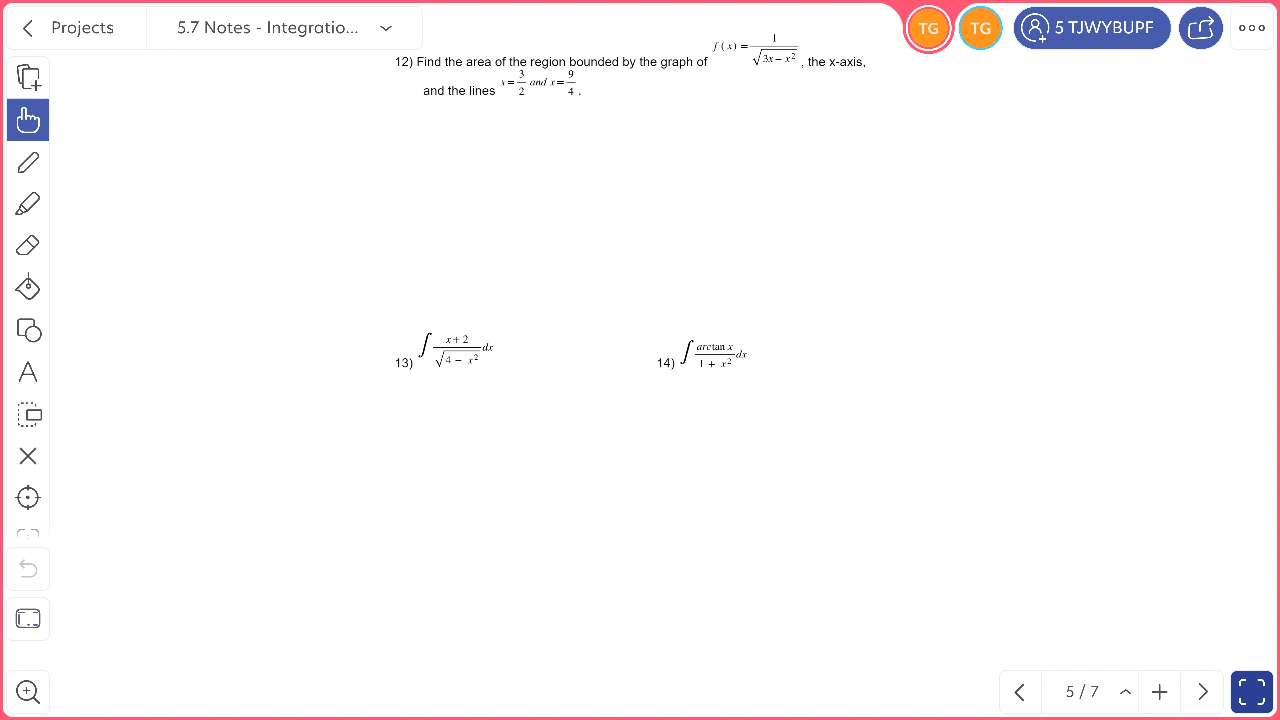 Projects
5.7 Notes - Integratio...
TG
TG
5 TJWYBUPF
12) Find the area of the region bounded by the graph of f(x) = 1/√(3x − x²), the x-axis,
and the lines x = 3/2 and x = 9/4.
13) ∫ (x + 2)/√(4 − x²) dx
14) ∫ (arctan x)/(1 + x²) dx
A
5 / 7